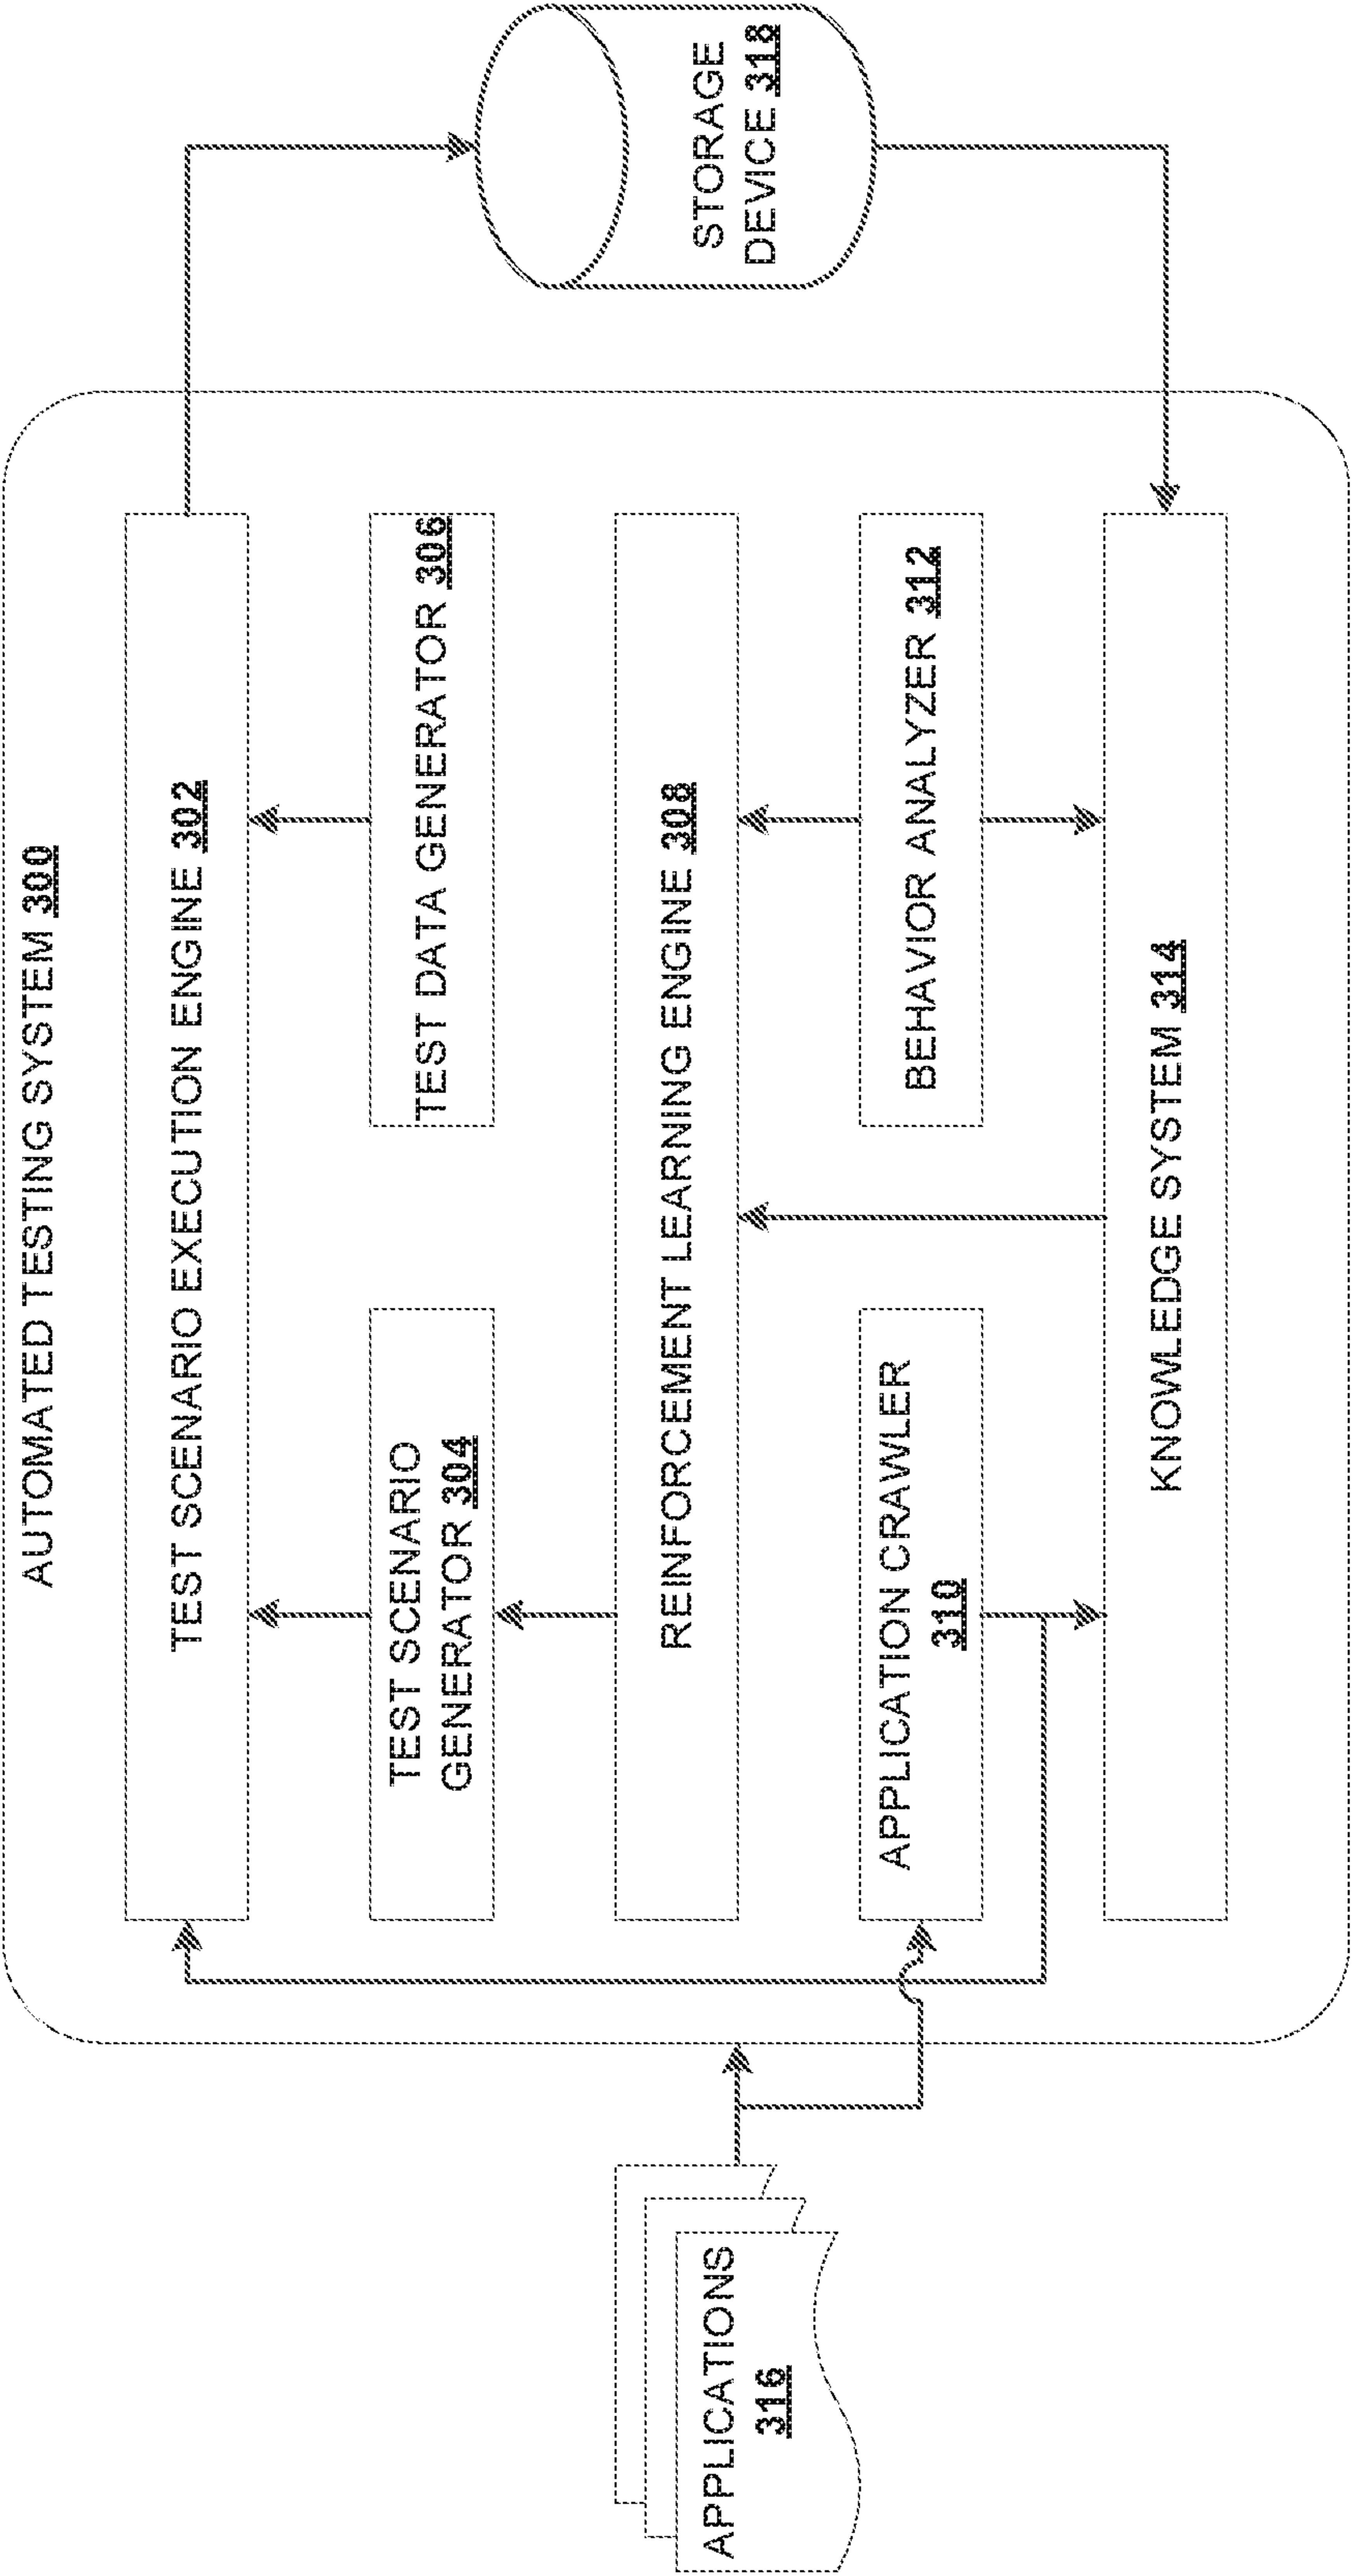 AUTOMATED TESTING SYSTEM 300
TEST SCENARIO EXECUTION ENGINE 302
TEST SCENARIO
GENERATOR 304
TEST DATA GENERATOR 306
REINFORCEMENT LEARNING ENGINE 308
APPLICATION CRAWLER
310
BEHAVIOR ANALYZER 312
KNOWLEDGE SYSTEM 314
APPLICATIONS
316
STORAGE
DEVICE 318